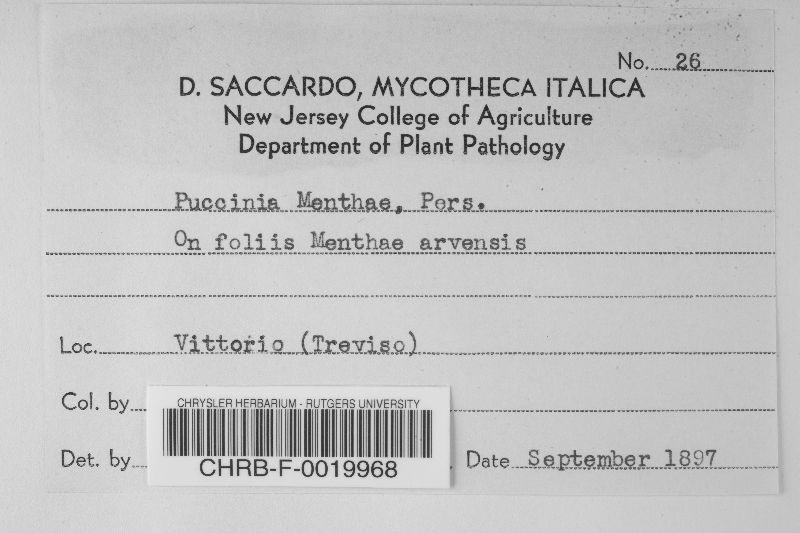 No. 26
D. SACCARDO, MYCOTHECA ITALICA
New Jersey College of Agriculture
Department of Plant Pathology
Puccinia Menthae, Pers.
On foliis Menthae arvensis
Loc. Vittorio (Treviso)
Col. by
CHRYSLER HERBARIUM - RUTGERS UNIVERSITY
CHRB-F-0019968
Det. by
Date September 1897